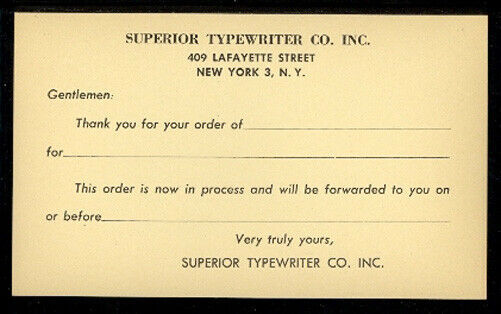 SUPERIOR TYPEWRITER CO. INC.
409 LAFAYETTE STREET
NEW YORK 3, N. Y.
Gentlemen:
Thank you for your order of
for
This order is now in process and will be forwarded to you on
or before
Very truly yours,
SUPERIOR TYPEWRITER CO. INC.